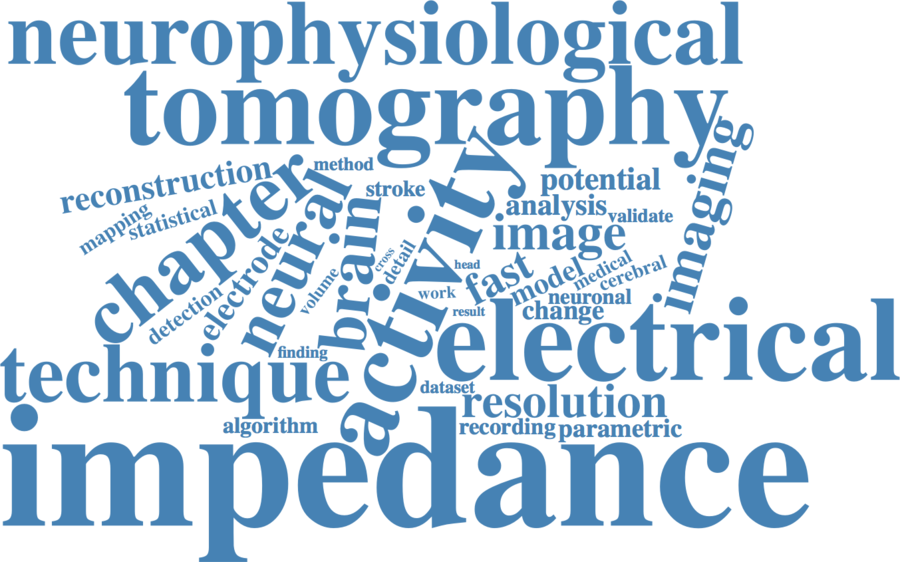 neurophysiological
tomography
imaging
method
reconstruction
chapter
stroke
activity
potential
neural
brain
analysis
validate
mapping
statistical
image
electrode
cross
detail
head
fast
model
medical
cerebral
volume
detection
work
neuronal
result
change
electrical
finding
technique
dataset
resolution
algorithm
recording
parametric
impedance